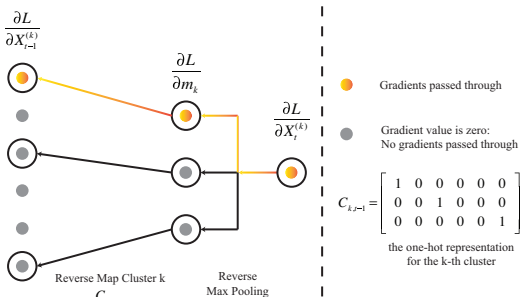 ∂L
∂X_{t-1}^{(k)}
∂L
∂m_k
∂L
∂X_t^{(k)}
Reverse Map Cluster k
C
Reverse
Max Pooling
Gradients passed through
Gradient value is zero:
No gradients passed through
C_{k,t-1} = [1 0 0 0 0 0
0 0 1 0 0 0
0 0 0 0 0 1]
the one-hot representation
for the k-th cluster